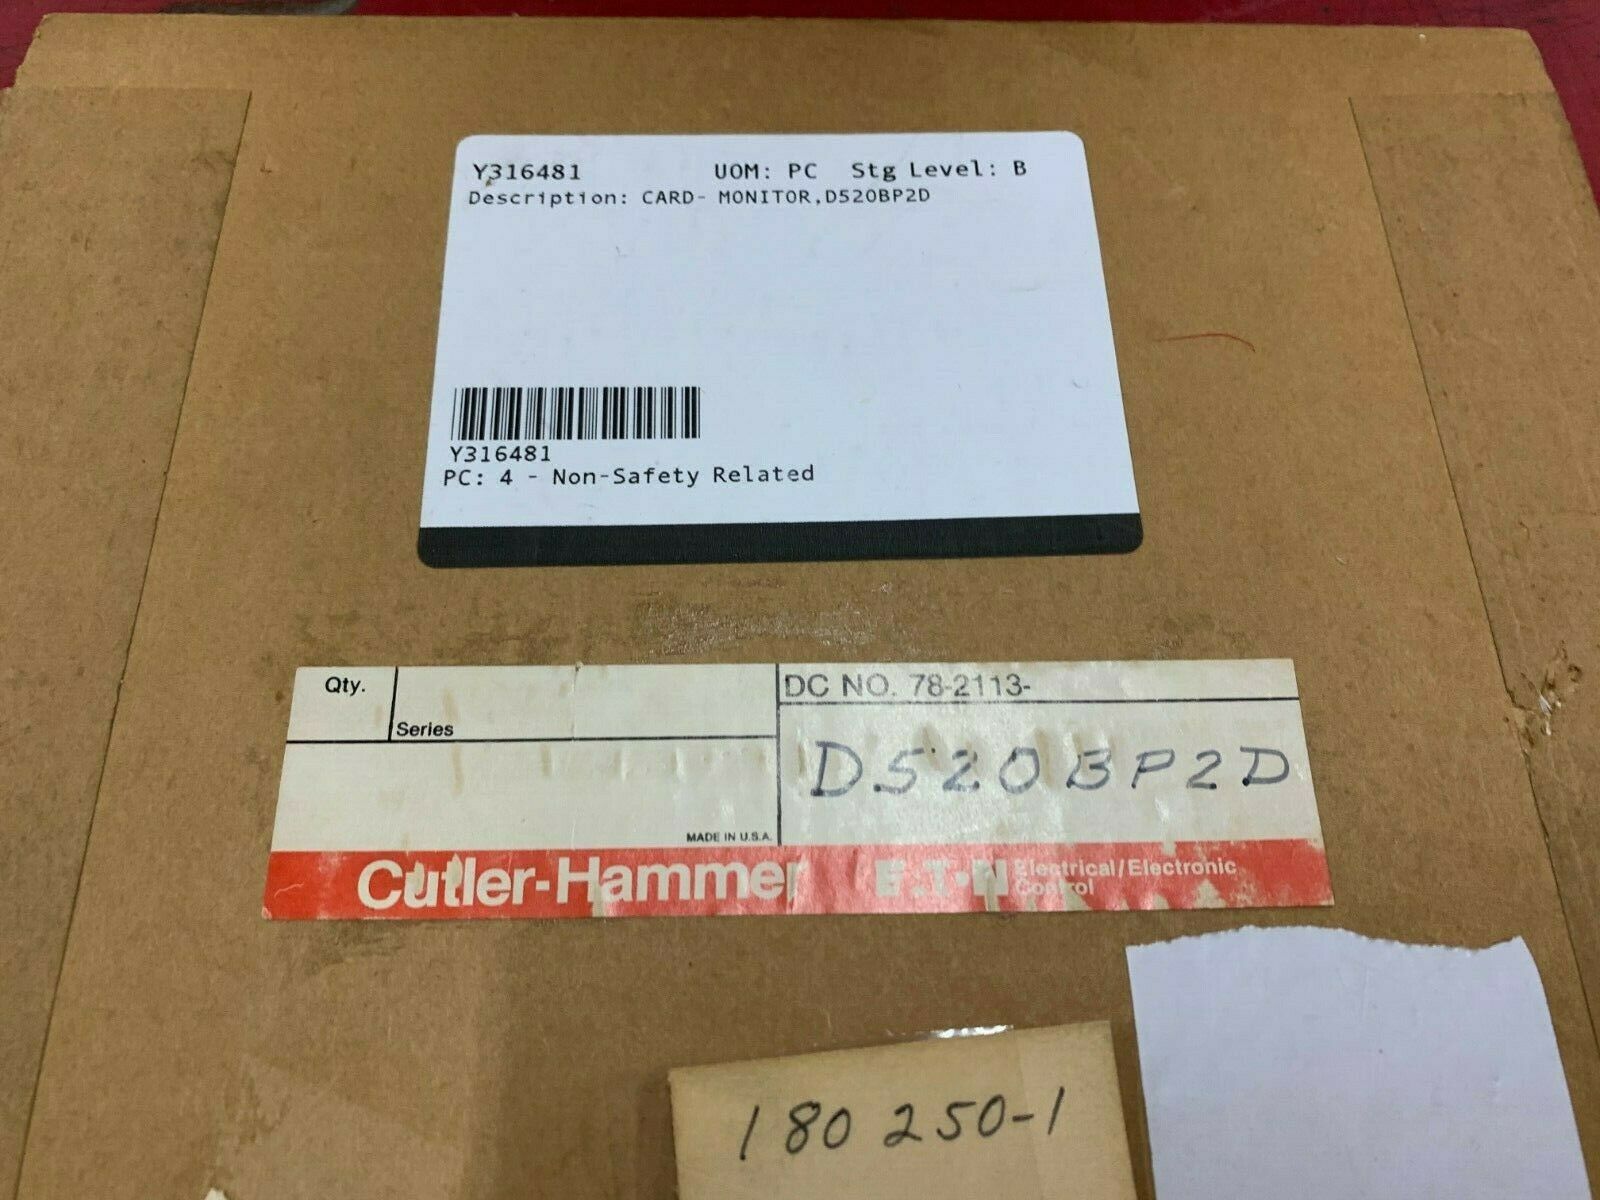 Y316481 UOM: PC Stg Level: B
Description: CARD- MONITOR,D520BP2D
Y316481
PC: 4 - Non-Safety Related
Qty.
Series
DC NO. 78-2113-
D520BP2D
MADE IN U.S.A.
Cutler-Hammer E.T.N Electrical/Electronic
Control
180 250-1